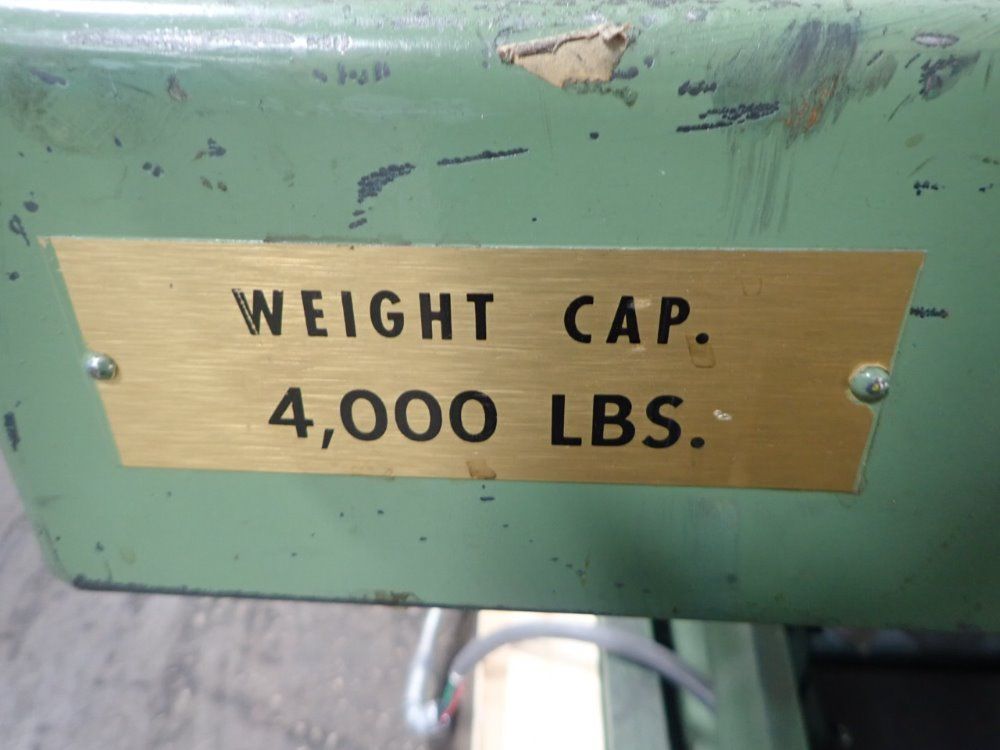 WEIGHT CAP.
4,000 LBS.